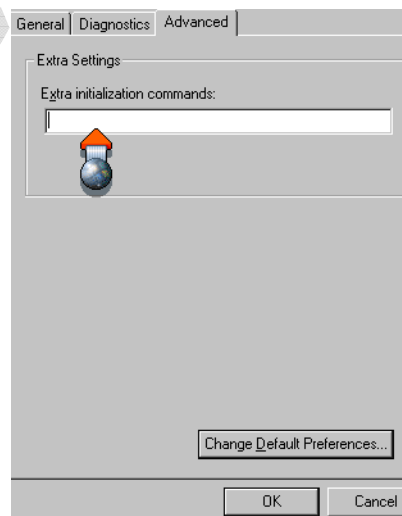 General Diagnostics Advanced
Extra Settings
Extra initialization commands:
Change Default Preferences...
OK Cancel